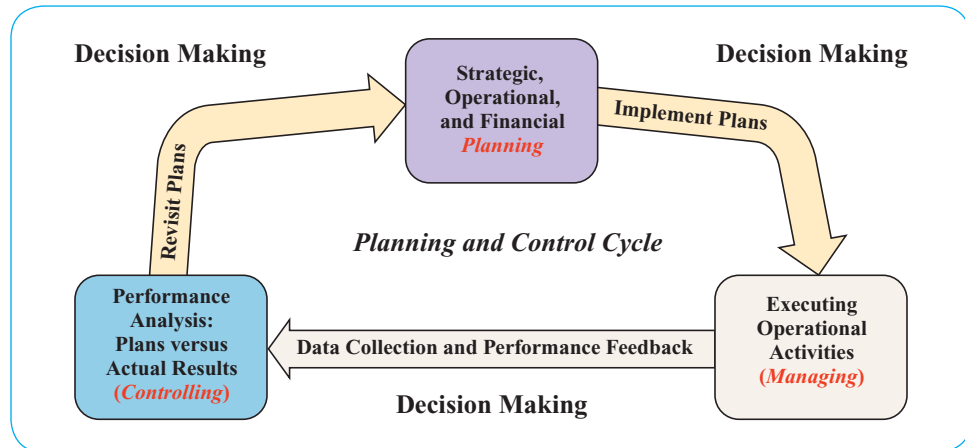 Decision Making
Decision Making
Strategic,
Operational,
and Financial
Planning
Implement Plans
Revisit Plans
Planning and Control Cycle
Performance
Analysis:
Plans versus
Actual Results
(Controlling)
Data Collection and Performance Feedback
Executing
Operational
Activities
(Managing)
Decision Making